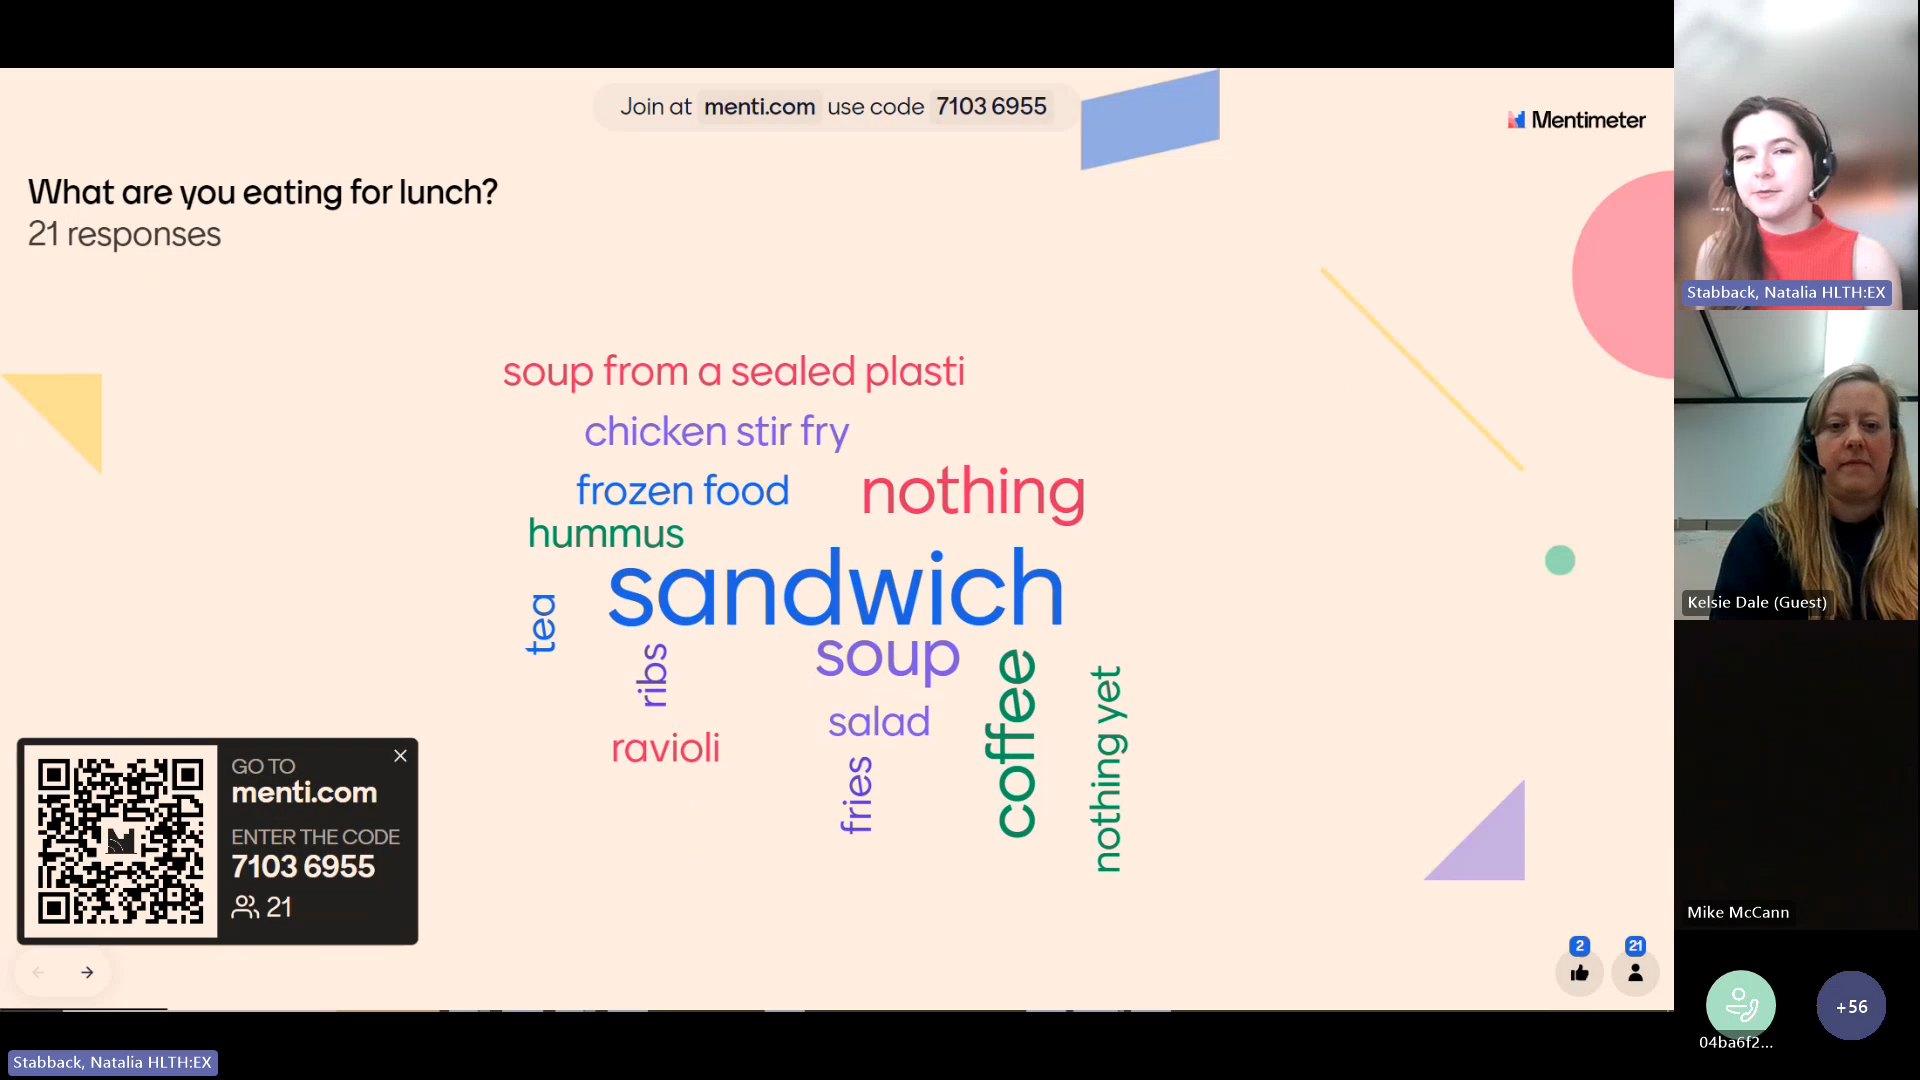 Join at menti.com use code 7103 6955
Mentimeter
What are you eating for lunch?
21 responses
soup from a sealed plasti
chicken stir fry
frozen food
nothing
hummus
sandwich
tea
ribs
soup
coffee
nothing yet
salad
ravioli
fries
GO TO
menti.com
ENTER THE CODE
7103 6955
21
2
21
Stabback, Natalia HLTH:EX
Stabback, Natalia HLTH:EX
Kelsie Dale (Guest)
Mike McCann
04ba6f2...
+56